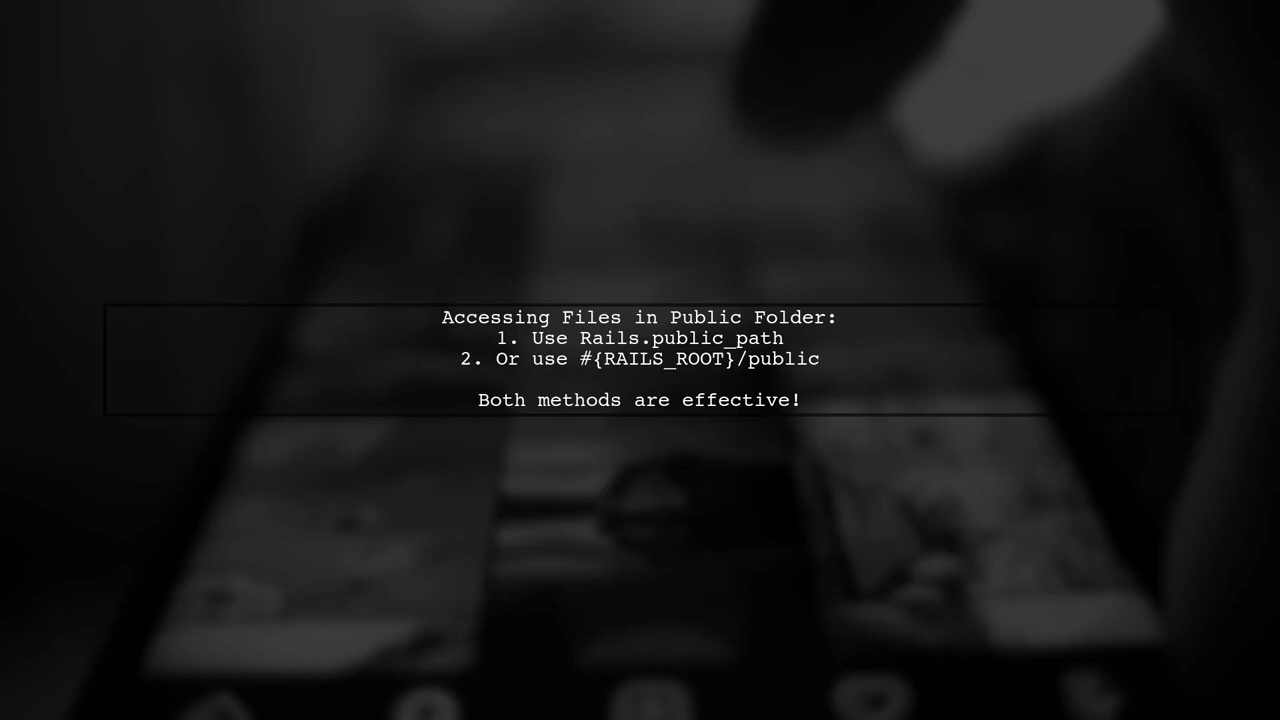 Accessing Files in Public Folder:
1. Use Rails.public_path
2. Or use #{RAILS_ROOT}/public
Both methods are effective!